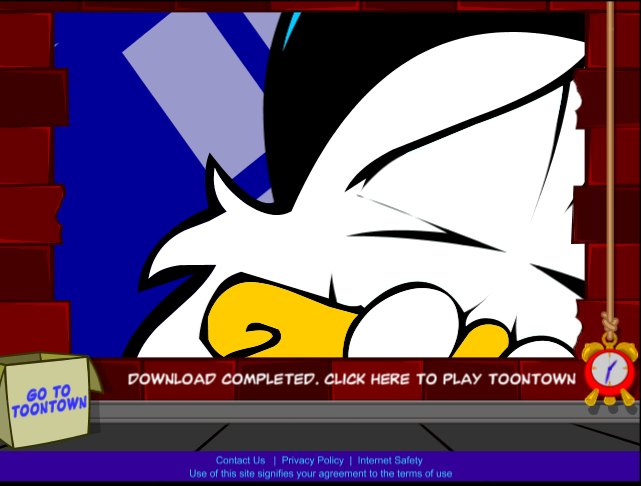 DOWNLOAD COMPLETED. CLICK HERE TO PLAY TOONTOWN
GO TO
TOONTOWN
Contact Us | Privacy Policy | Internet Safety
Use of this site signifies your agreement to the terms of use